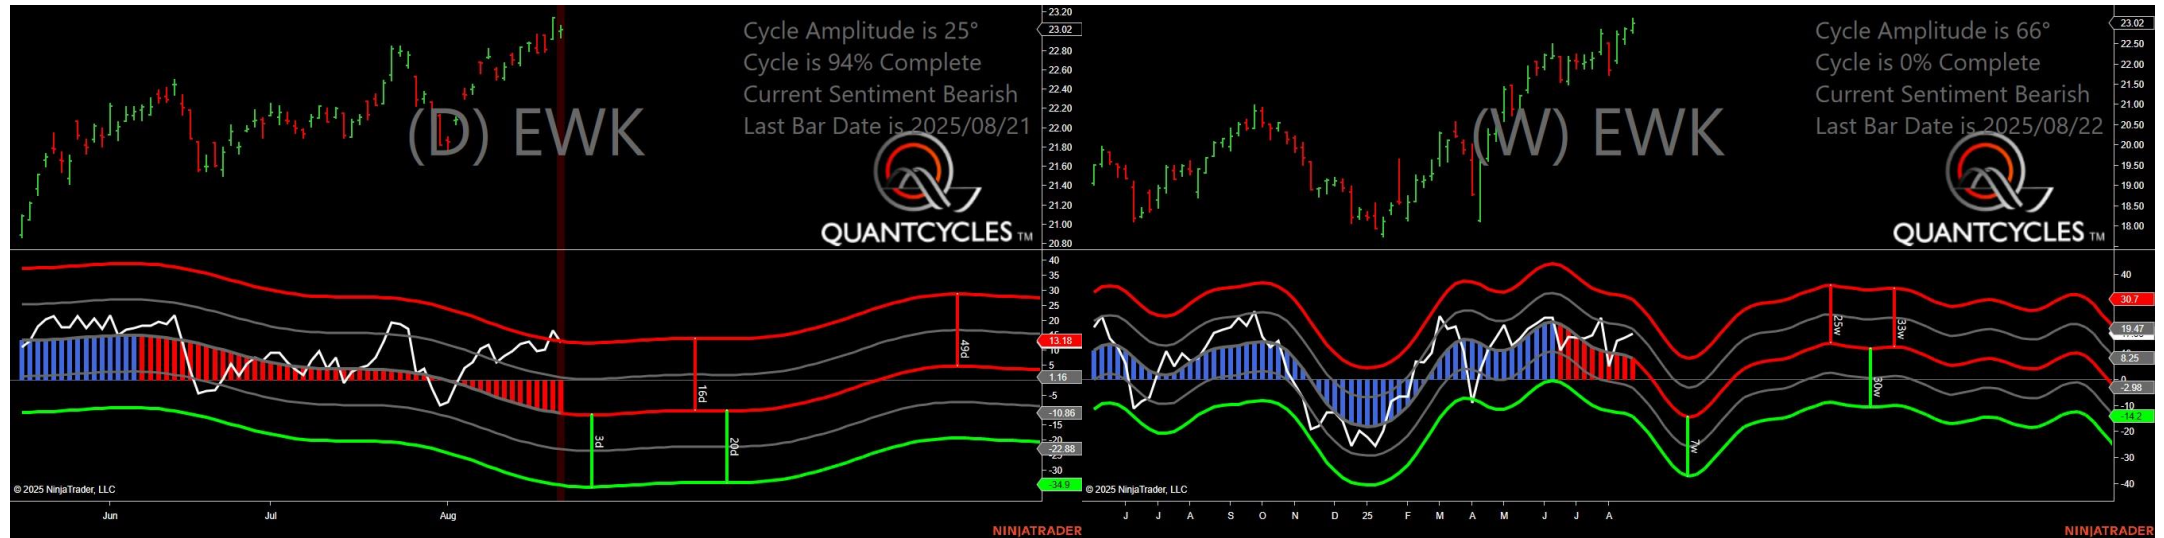 Cycle Amplitude is 25°
Cycle is 94% Complete
Current Sentiment Bearish
Last Bar Date is 2025/08/21
(D) EWK
QUANTCYCLES TM
23.20
23.02
22.80
22.60
22.40
22.20
22.00
21.80
21.60
21.40
21.20
21.00
20.80
40
35
30
25
20
13.18
10
5
1.16
-5
-10.86
-15
-20
-22.88
-30
-34.9
3d
16d
20d
49d
© 2025 NinjaTrader, LLC
Jun
Jul
Aug
NINJATRADER
Cycle Amplitude is 66°
Cycle is 0% Complete
Current Sentiment Bearish
Last Bar Date is 2025/08/22
(W) EWK
QUANTCYCLES TM
23.02
22.50
22.00
21.50
21.00
20.50
20.00
19.50
19.00
18.50
18.00
40
30.7
19.47
8.25
-2.98
-10
-14.2
-20
-30
-40
7w
25w
30w
33w
© 2025 NinjaTrader, LLC
J
J
A
S
O
N
D
25
F
M
A
M
J
J
A
NINJATRADER